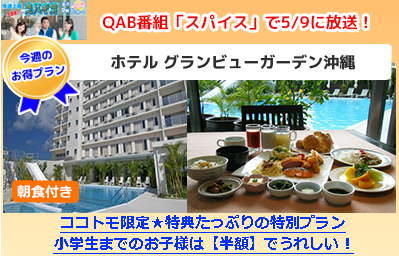 QAB番組「スパイス」で5/9に放送！
今週の
お得プラン
ホテル グランビューガーデン沖縄
朝食付き
ココトモ限定★特典たっぷりの特別プラン
小学生までのお子様は【半額】でうれしい！